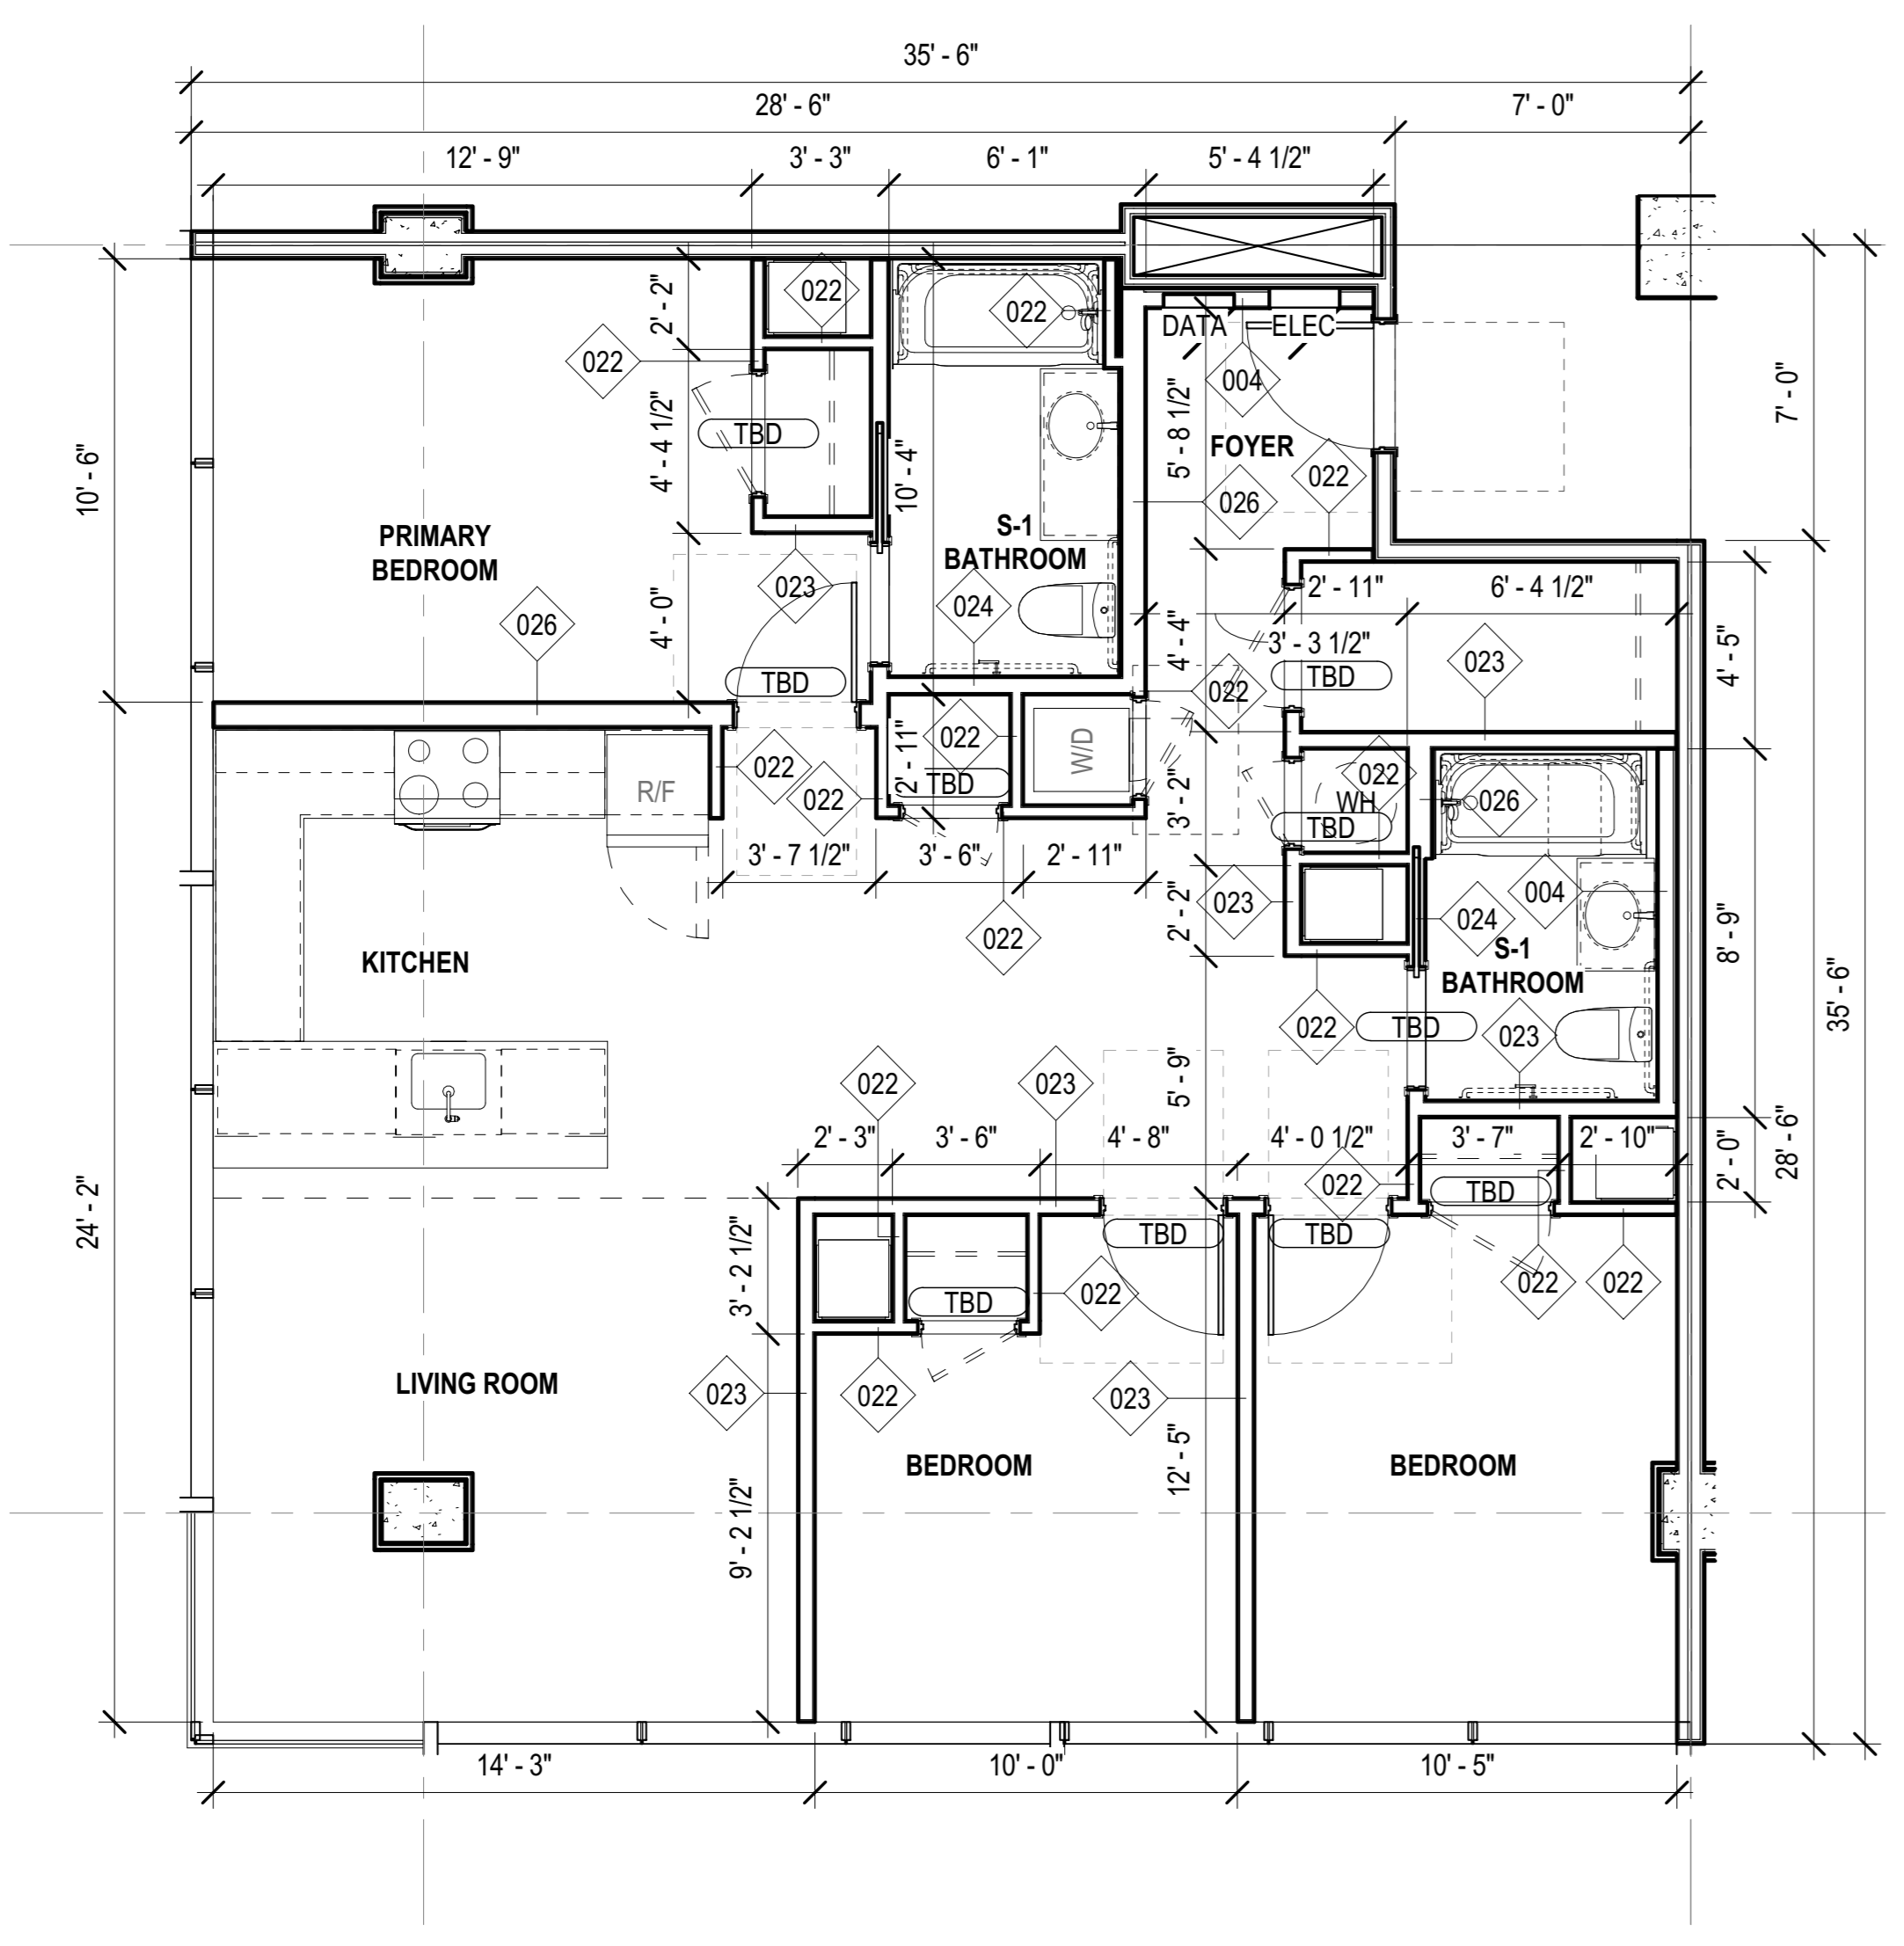 35' - 6"
28' - 6"
7' - 0"
12' - 9"
3' - 3"
6' - 1"
5' - 4 1/2"
022
022
022
2' - 2"
DATA
ELEC
004
7' - 0"
TBD
4' - 4 1/2"
5' - 8 1/2"
FOYER
10' - 6"
10' - 4"
022
026
PRIMARY
BEDROOM
S-1
BATHROOM
023
2' - 11"
6' - 4 1/2"
026
024
4' - 0"
4' - 4"
3' - 3 1/2"
023
4' - 5"
TBD
022
TBD
022
022
022
2' - 11"
TBD
W/D
R/F
022
3' - 2"
WH
026
TBD
3' - 7 1/2"
3' - 6"
2' - 11"
023
2' - 2"
024
004
8' - 9"
022
KITCHEN
S-1
BATHROOM
35' - 6"
022
TBD
023
022
023
5' - 9"
2' - 3"
3' - 6"
4' - 8"
4' - 0 1/2"
3' - 7"
2' - 10"
2' - 0"
28' - 6"
24' - 2"
022
TBD
TBD
TBD
3' - 2 1/2"
TBD
022
022
022
LIVING ROOM
023
022
023
BEDROOM
BEDROOM
12' - 5"
9' - 2 1/2"
14' - 3"
10' - 0"
10' - 5"